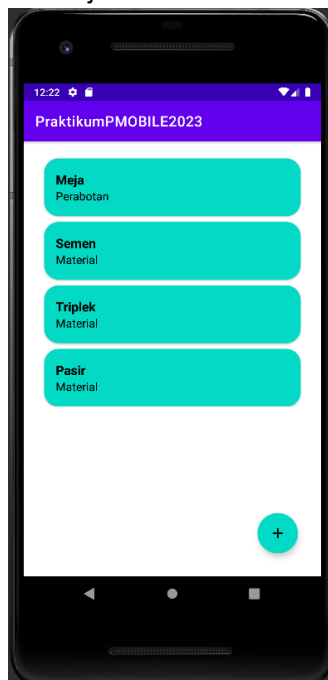 12:22
PraktikumPMOBILE2023
Meja
Perabotan
Semen
Material
Triplek
Material
Pasir
Material
+